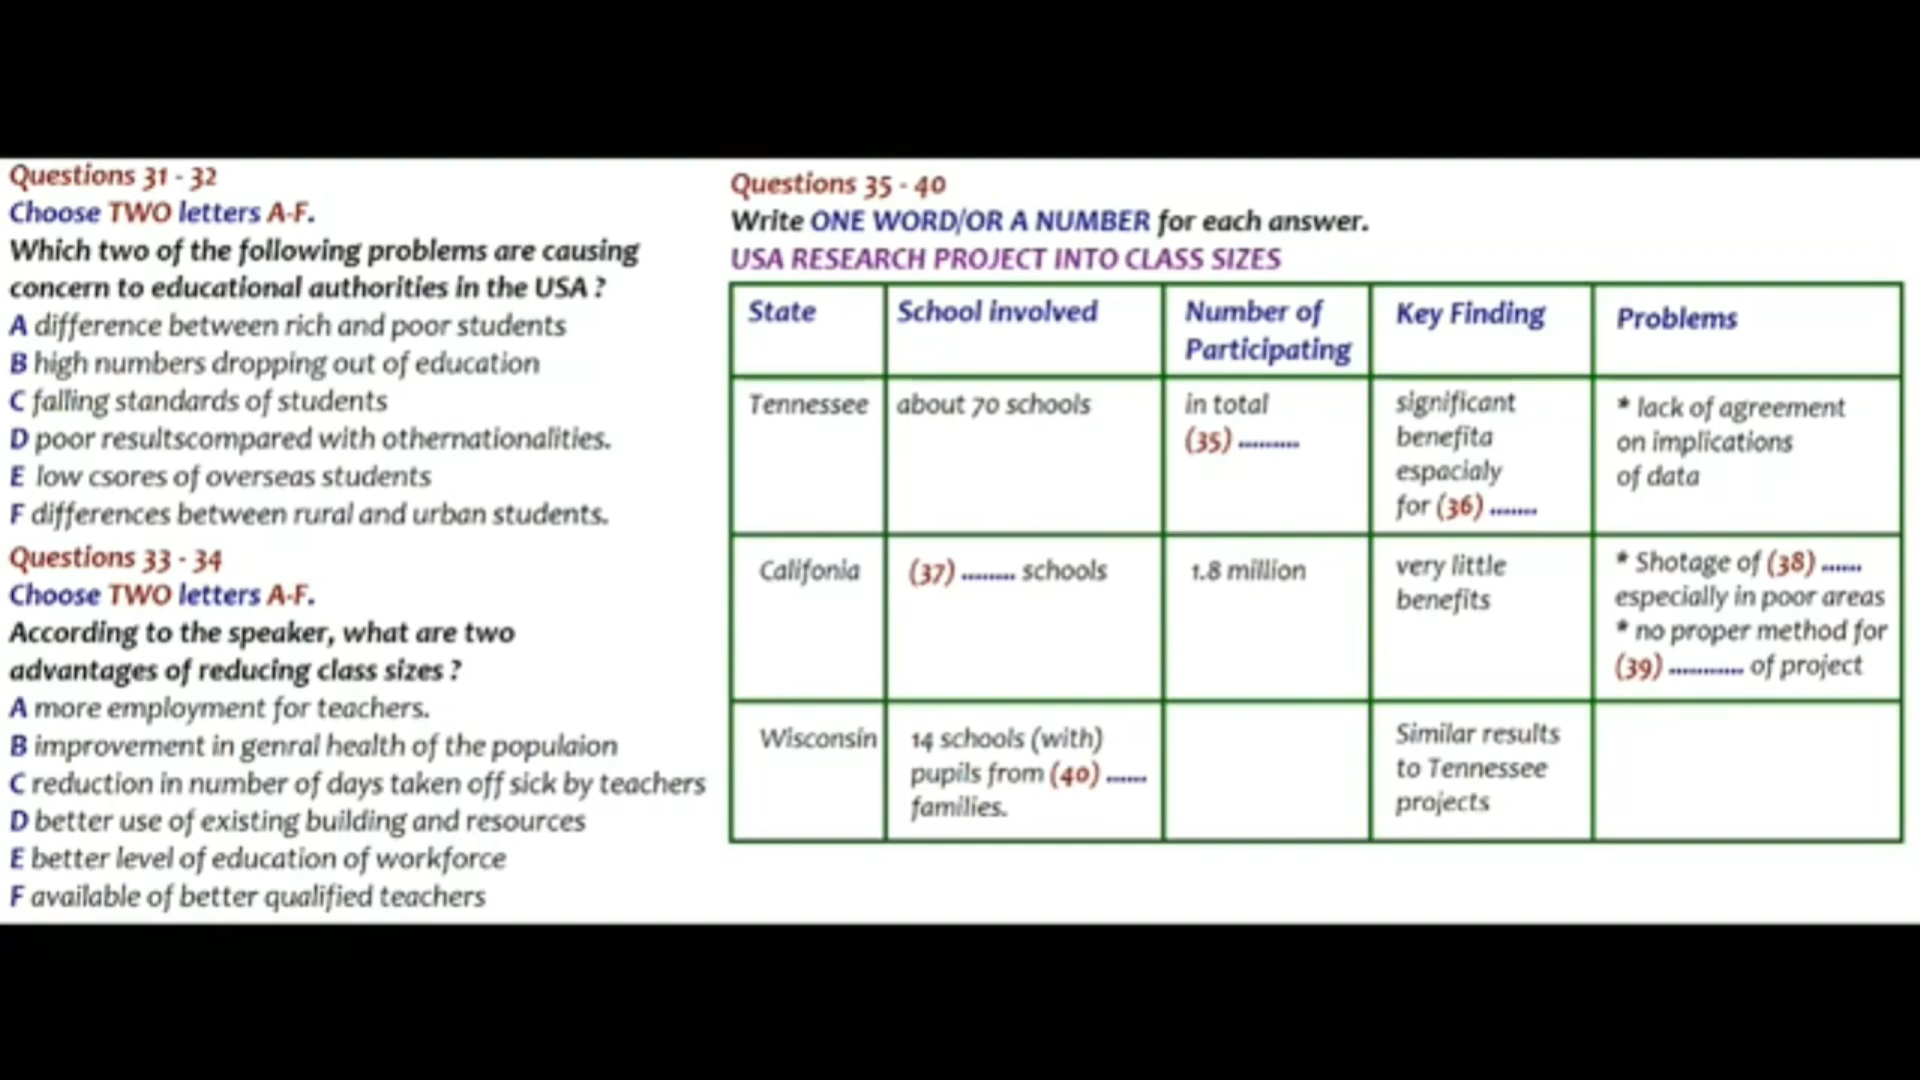 Questions 31 - 32
Choose TWO letters A-F.
Which two of the following problems are causing
concern to educational authorities in the USA ?
A difference between rich and poor students
B high numbers dropping out of education
C falling standards of students
D poor resultscompared with othernationalities.
E low csores of overseas students
F differences between rural and urban students.
Questions 33 - 34
Choose TWO letters A-F.
According to the speaker, what are two
advantages of reducing class sizes ?
A more employment for teachers.
B improvement in genral health of the populaion
C reduction in number of days taken off sick by teachers
D better use of existing building and resources
E better level of education of workforce
F available of better qualified teachers
Questions 35 - 40
Write ONE WORD/OR A NUMBER for each answer.
USA RESEARCH PROJECT INTO CLASS SIZES
State
School involved
Number of
Participating
Key Finding
Problems
Tennessee
about 70 schools
in total
(35) ..........
significant
benefita
espacialy
for (36) .......
* lack of agreement
on implications
of data
Califonia
(37) ........ schools
1.8 million
very little
benefits
* Shotage of (38) ......
especially in poor areas
* no proper method for
(39) ............ of project
Wisconsin
14 schools (with)
pupils from (40) ......
families.
Similar results
to Tennessee
projects